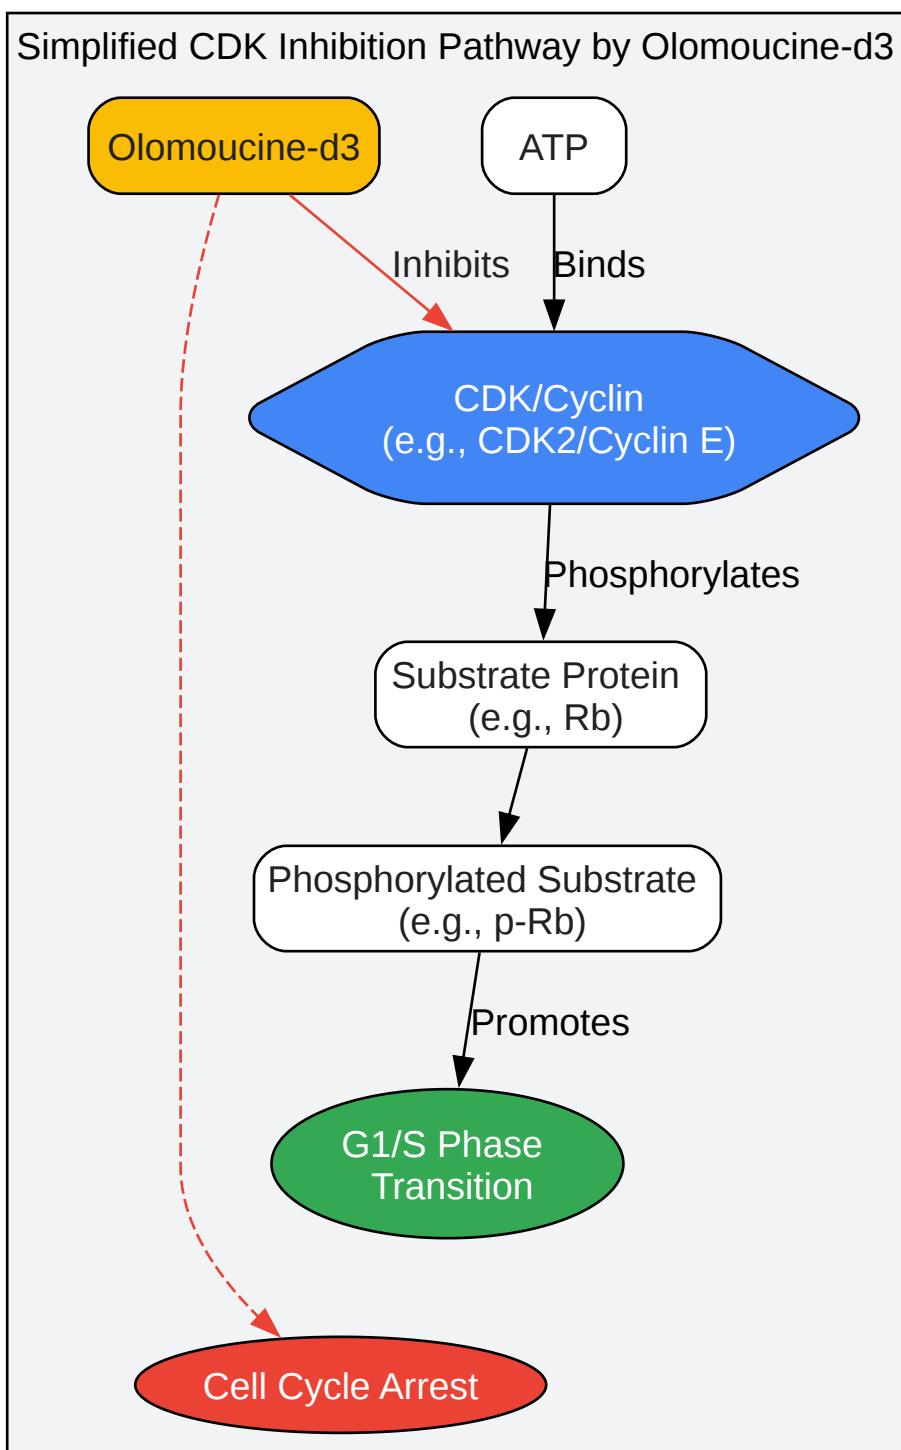 Simplified CDK Inhibition Pathway by Olomoucine-d3
Olomoucine-d3
ATP
Inhibits
Binds
CDK/Cyclin
(e.g., CDK2/Cyclin E)
Phosphorylates
Substrate Protein
(e.g., Rb)
Phosphorylated Substrate
(e.g., p-Rb)
Promotes
G1/S Phase
Transition
Cell Cycle Arrest